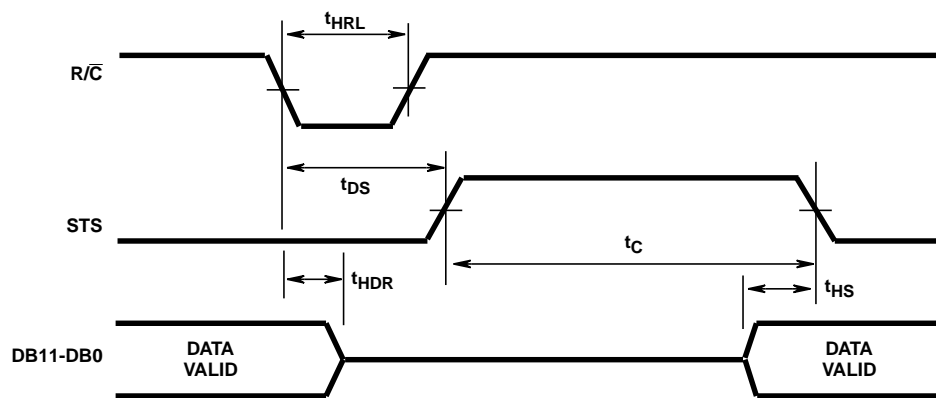 tHRL
R/C̅
tDS
STS
tC
tHDR
tHS
DB11-DB0
DATA
VALID
DATA
VALID